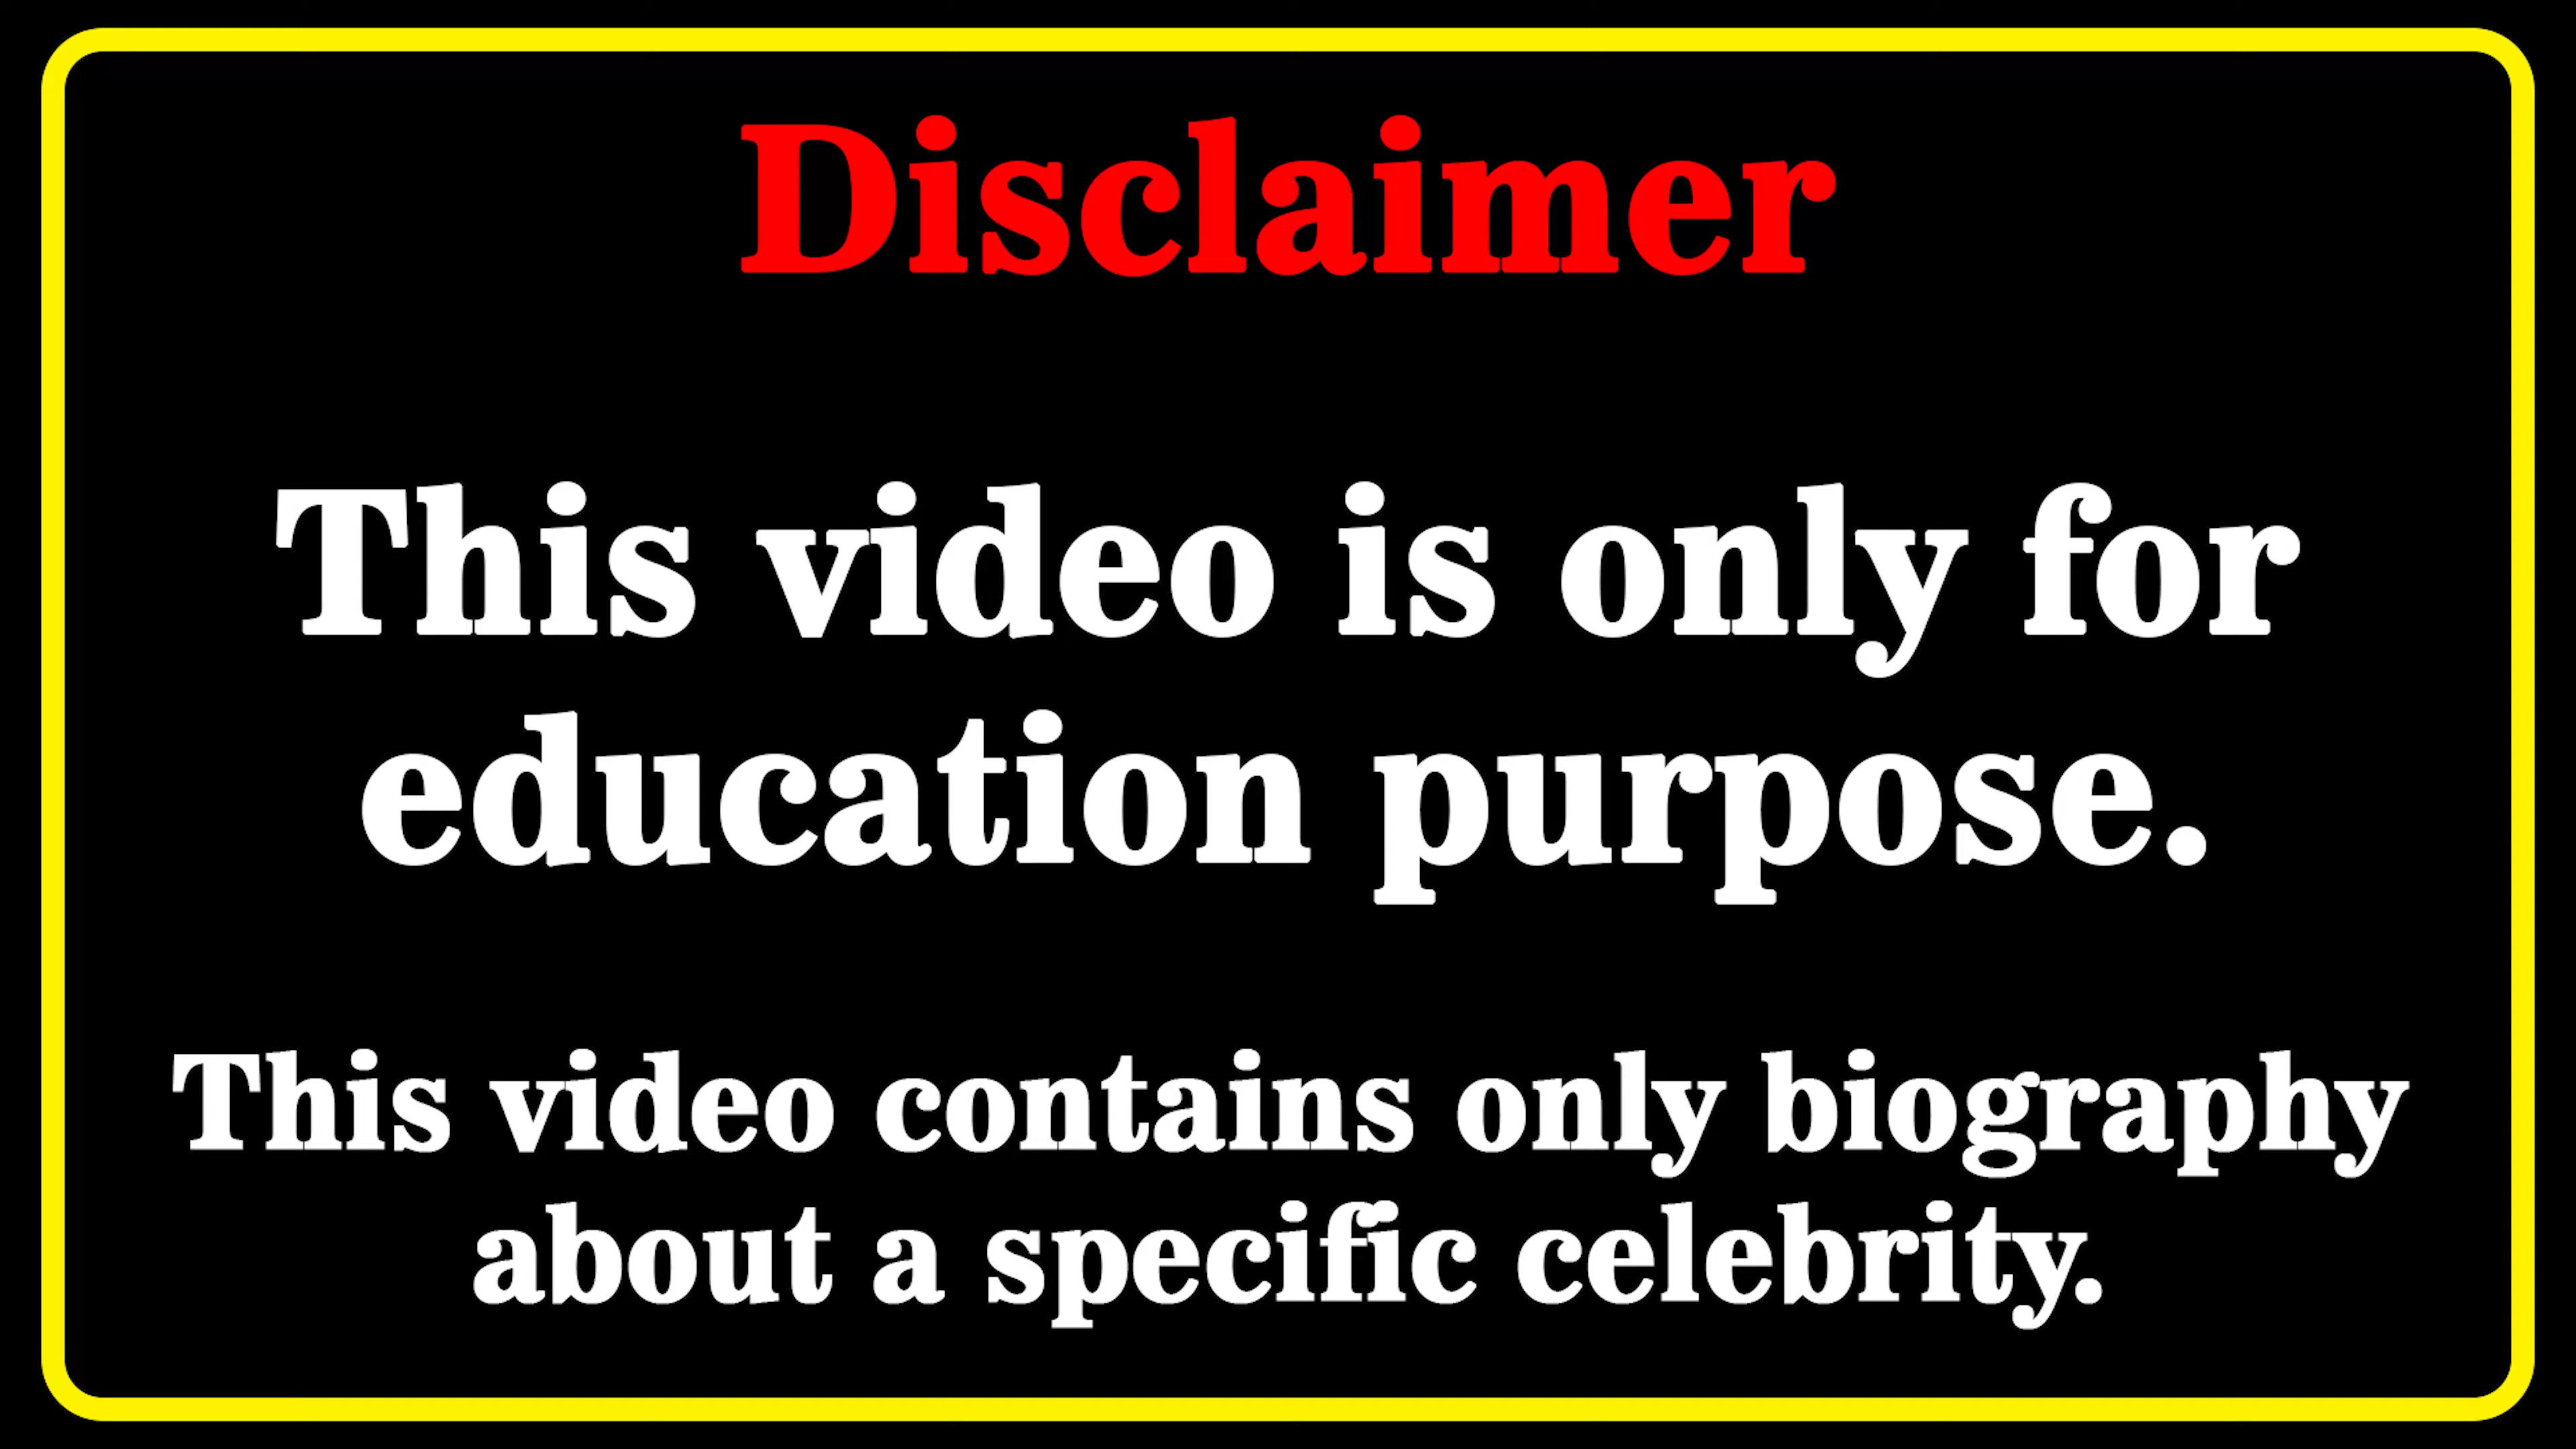 Disclaimer
This video is only for
education purpose.
This video contains only biography
about a specific celebrity.